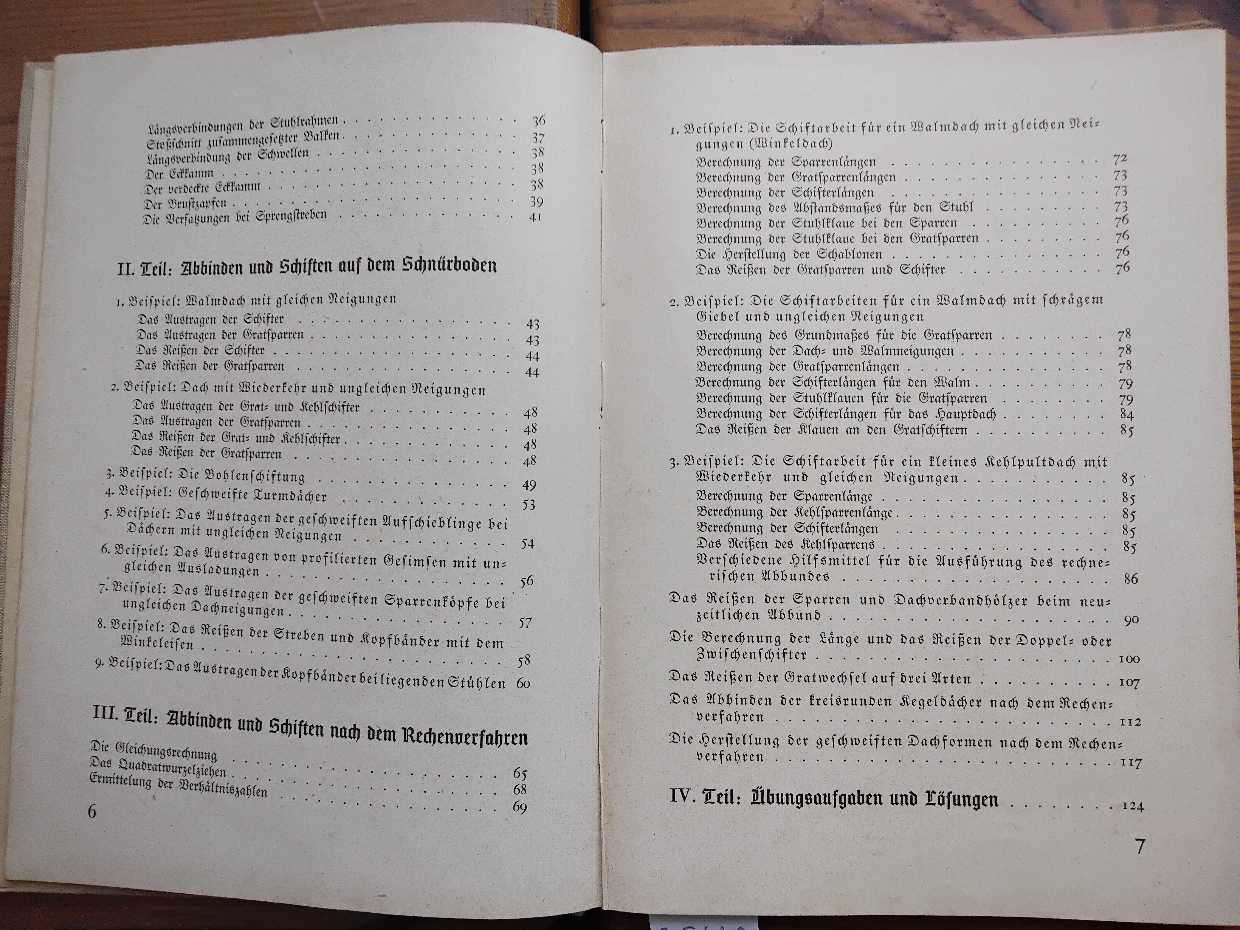 Längsverbindungen der Stuhlrahmen . . . . . . . . . . . . 36
Stoßschnitt zusammengesetzter Balken . . . . . . . . . . . . 37
Längsverbindung der Schwellen . . . . . . . . . . . . 38
Der Eckkamm . . . . . . . . . . . . 38
Der verdeckte Eckkamm . . . . . . . . . . . . 38
Der Brustzapfen . . . . . . . . . . . . 39
Die Versatzungen bei Sprengstreben . . . . . . . . . . . . 41
II. Teil: Abbinden und Schiften auf dem Schnürboden
1. Beispiel: Walmdach mit gleichen Neigungen
Das Austragen der Schifter . . . . . . . . . . . . 43
Das Austragen der Gratsparren . . . . . . . . . . . . 43
Das Reißen der Schifter . . . . . . . . . . . . 44
Das Reißen der Gratsparren . . . . . . . . . . . . 44
2. Beispiel: Dach mit Wiederkehr und ungleichen Neigungen
Das Austragen der Grat- und Kehlschifter . . . . . . . . . . 48
Das Austragen der Gratsparren . . . . . . . . . . . . 48
Das Reißen der Grat- und Kehlschifter . . . . . . . . . . . . 48
Das Reißen der Gratsparren . . . . . . . . . . . . 48
3. Beispiel: Die Bohlenschiftung . . . . . . . . . . . . 49
4. Beispiel: Geschweifte Turmdächer . . . . . . . . . . . . 53
5. Beispiel: Das Austragen der geschweiften Aufschieblinge bei
Dächern mit ungleichen Neigungen . . . . . . . . . . 54
6. Beispiel: Das Austragen von profilierten Gesimsen mit un-
gleichen Ausladungen . . . . . . . . . . . . 56
7. Beispiel: Das Austragen der geschweiften Sparrenköpfe bei
ungleichen Dachneigungen . . . . . . . . . . . . 57
8. Beispiel: Das Reißen der Streben und Kopfbänder mit dem
Winkeleisen . . . . . . . . . . . . 58
9. Beispiel: Das Austragen der Kopfbänder bei liegenden Stühlen 60
III. Teil: Abbinden und Schiften nach dem Rechenverfahren
Die Gleichungsrechnung . . . . . . . . . . . . 65
Das Quadratwurzelziehen . . . . . . . . . . . . 68
Ermittelung der Verhältniszahlen . . . . . . . . . . . . 69
6
1. Beispiel: Die Schiftarbeit für ein Walmdach mit gleichen Nei-
gungen (Winkeldach)
Berechnung der Sparrenlängen . . . . . . . . . . . . 72
Berechnung der Gratsparrenlängen . . . . . . . . . . . . 73
Berechnung der Schifterlängen . . . . . . . . . . . . 73
Berechnung des Abstandsmaßes für den Stuhl . . . . . . . . 73
Berechnung der Stuhlklaue bei den Sparren . . . . . . . . 76
Berechnung der Stuhlklaue bei den Gratsparren . . . . . . . . 76
Die Herstellung der Schablonen . . . . . . . . . . . . 76
Das Reißen der Gratsparren und Schifter . . . . . . . . . . 76
2. Beispiel: Die Schiftarbeiten für ein Walmdach mit schrägem
Giebel und ungleichen Neigungen
Berechnung des Grundmaßes für die Gratsparren . . . . . . . 78
Berechnung der Dach- und Walmneigungen . . . . . . . . . 78
Berechnung der Gratsparrenlängen . . . . . . . . . . . . 78
Berechnung der Schifterlängen für den Walm . . . . . . . . . 79
Berechnung der Stuhlklauen für die Gratsparren . . . . . . . 79
Berechnung der Schifterlängen für das Hauptdach . . . . . . . 84
Das Reißen der Klauen an den Gratschiftern . . . . . . . . . 85
3. Beispiel: Die Schiftarbeit für ein kleines Kehlpultdach mit
Wiederkehr und gleichen Neigungen . . . . . . . . . . 85
Berechnung der Sparrenlänge . . . . . . . . . . . . 85
Berechnung der Kehlsparrenlänge . . . . . . . . . . . . 85
Berechnung der Schifterlängen . . . . . . . . . . . . 85
Das Reißen des Kehlsparrens . . . . . . . . . . . . 85
Verschiedene Hilfsmittel für die Ausführung des rechne-
rischen Abbundes . . . . . . . . . . . . 86
Das Reißen der Sparren und Dachverbandhölzer beim neu-
zeitlichen Abbund . . . . . . . . . . . . 90
Die Berechnung der Länge und das Reißen der Doppel- oder
Zwischenschifter . . . . . . . . . . . . 100
Das Reißen der Gratwechsel auf drei Arten . . . . . . . . . 107
Das Abbinden der kreisrunden Kegeldächer nach dem Rechen-
verfahren . . . . . . . . . . . . 112
Die Herstellung der geschweiften Dachformen nach dem Rechen-
verfahren . . . . . . . . . . . . 117
IV. Teil: Übungsaufgaben und Lösungen . . . . . . . . 124
7